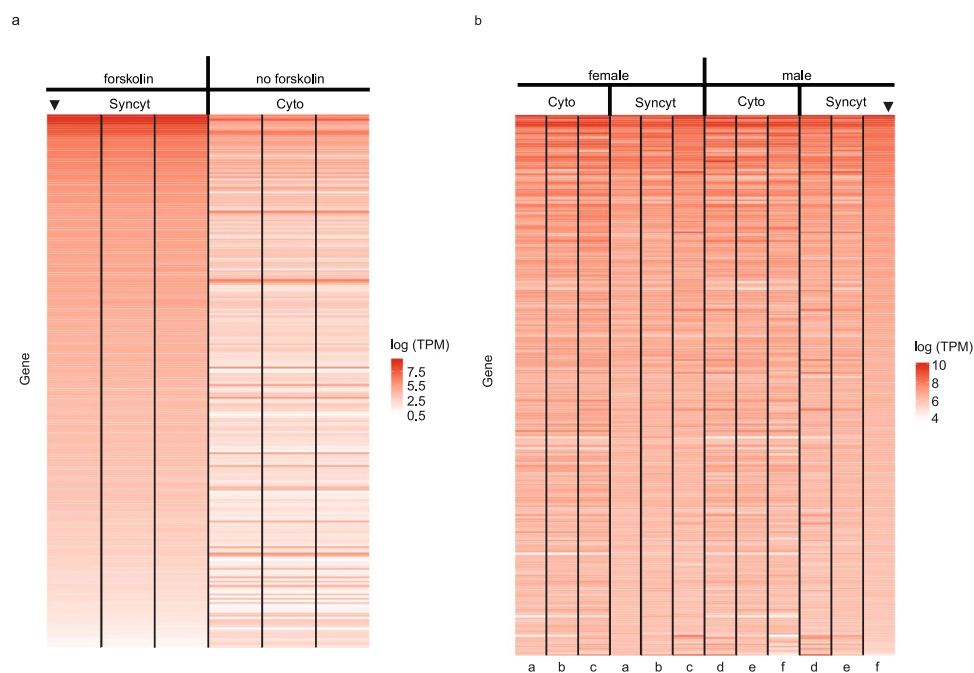 a
forskolin
no forskolin
Syncyt
Cyto
Gene
log (TPM)
7.5
5.5
2.5
0.5
b
female
male
Cyto
Syncyt
Cyto
Syncyt
Gene
log (TPM)
10
8
6
4
a b c a b c d e f d e f